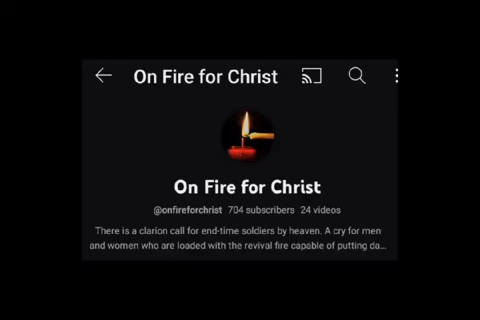 On Fire for Christ
On Fire for Christ
@onfireforchrist 704 subscribers 24 videos
There is a clarion call for end-time soldiers by heaven. A cry for men
and women who are loaded with the revival fire capable of putting da...